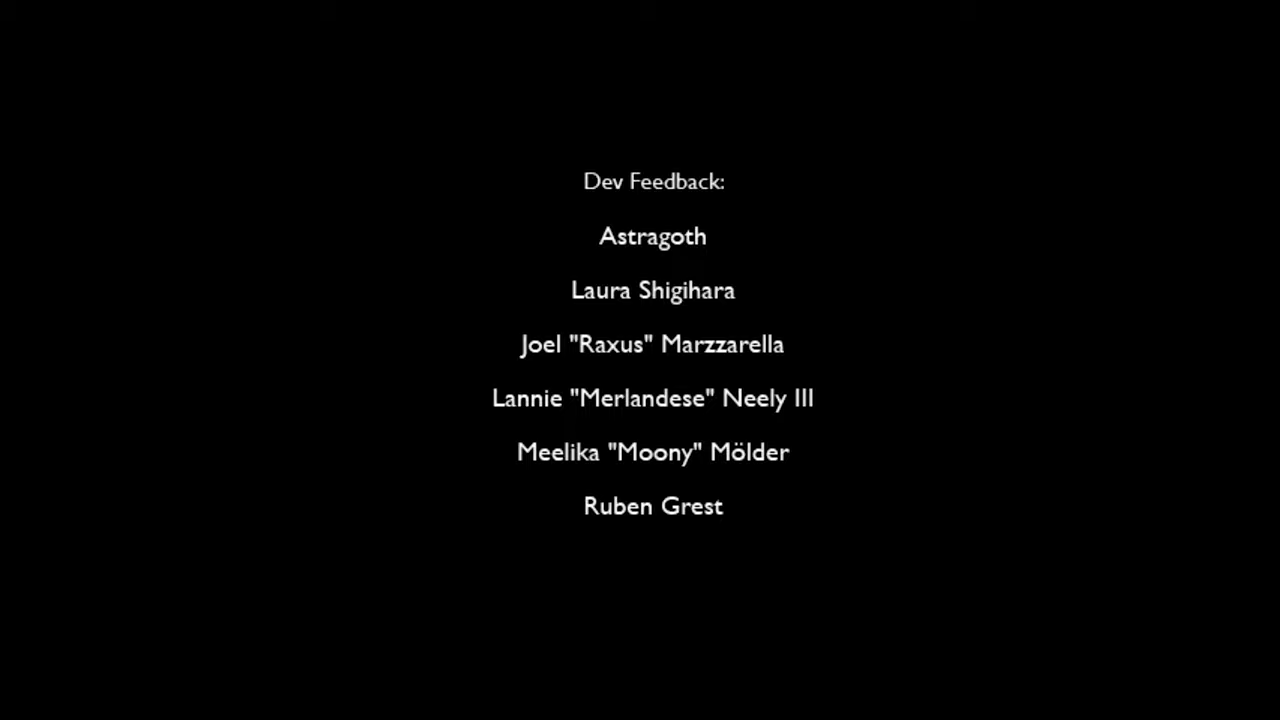 Dev Feedback:
Astragoth
Laura Shigihara
Joel "Raxus" Marzzarella
Lannie "Merlandese" Neely III
Meelika "Moony" Mölder
Ruben Grest